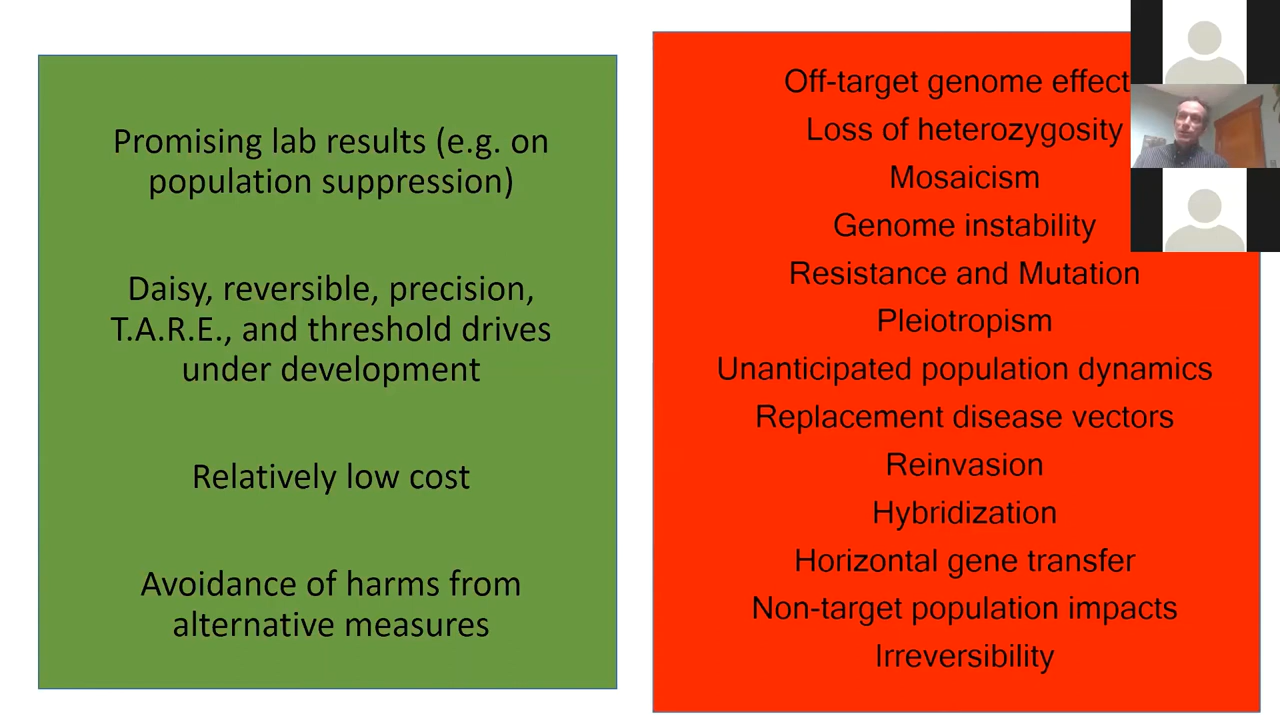 Promising lab results (e.g. on
population suppression)
Daisy, reversible, precision,
T.A.R.E., and threshold drives
under development
Relatively low cost
Avoidance of harms from
alternative measures
Off-target genome effect
Loss of heterozygosity
Mosaicism
Genome instability
Resistance and Mutation
Pleiotropism
Unanticipated population dynamics
Replacement disease vectors
Reinvasion
Hybridization
Horizontal gene transfer
Non-target population impacts
Irreversibility